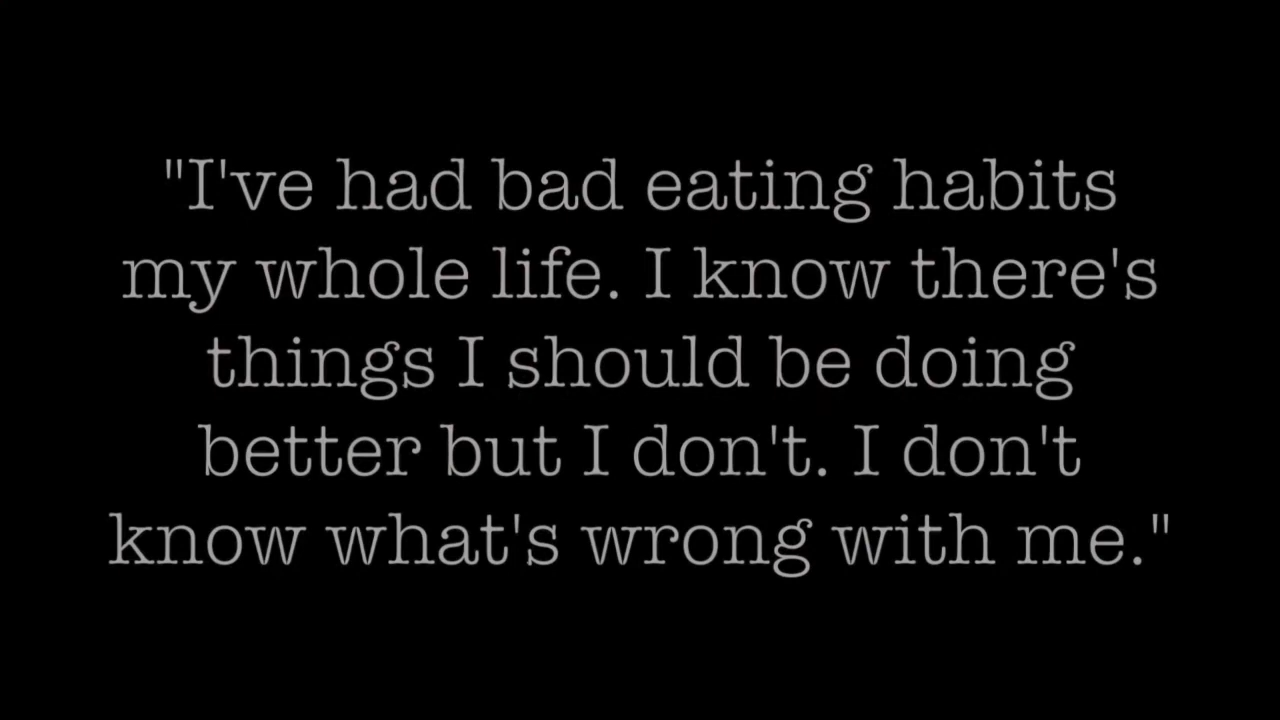 "I've had bad eating habits
my whole life. I know there's
things I should be doing
better but I don't. I don't
know what's wrong with me."